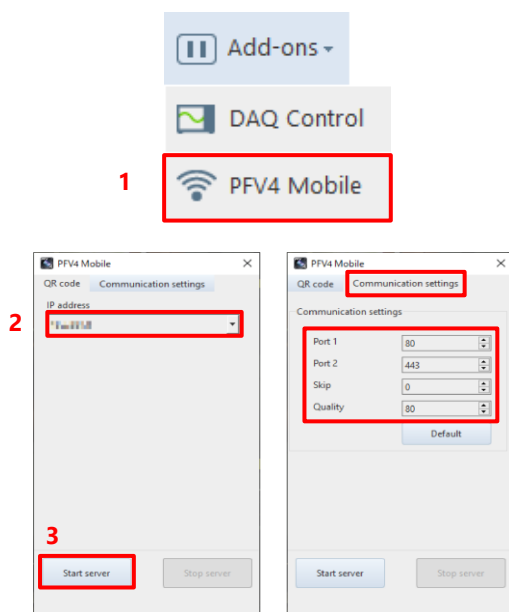 Add-ons
DAQ Control
1
PFV4 Mobile
PFV4 Mobile
QR code Communication settings
IP address
2
3
Start server Stop server
PFV4 Mobile
QR code Communication settings
Communication settings
Port 1 80
Port 2 443
Skip 0
Quality 80
Default
Start server Stop server